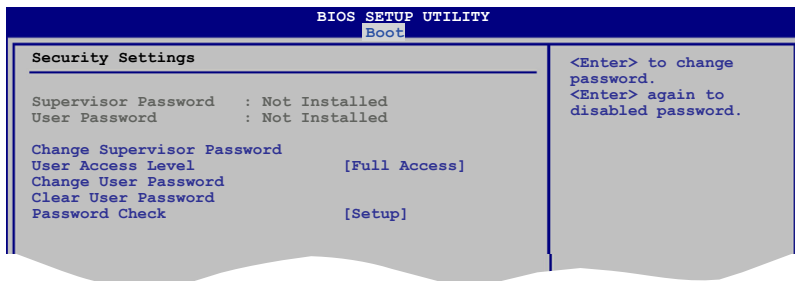 BIOS SETUP UTILITY
Boot
Security Settings
Supervisor Password : Not Installed
User Password : Not Installed
Change Supervisor Password
User Access Level [Full Access]
Change User Password
Clear User Password
Password Check [Setup]
<Enter> to change
password.
<Enter> again to
disabled password.